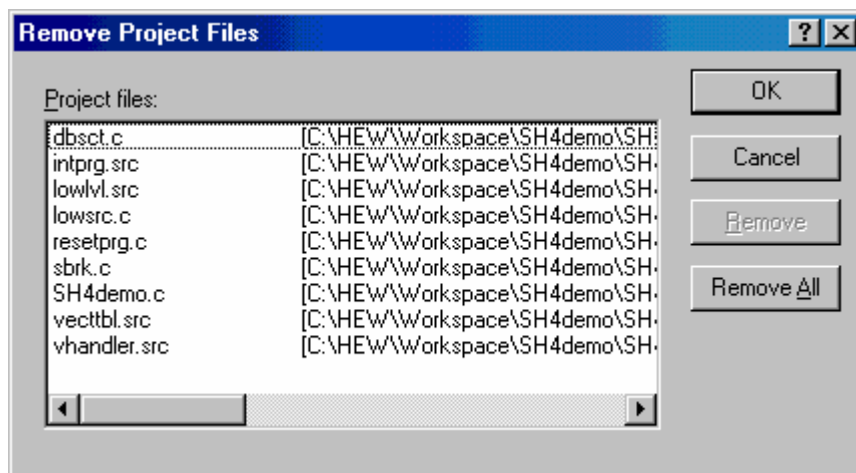 Remove Project Files
Project files:
dbsct.c [C:\HEW\Workspace\SH4demo\SH
intprg.src [C:\HEW\Workspace\SH4demo\SH
lowlvl.src [C:\HEW\Workspace\SH4demo\SH
lowsrc.c [C:\HEW\Workspace\SH4demo\SH
resetprg.c [C:\HEW\Workspace\SH4demo\SH
sbrk.c [C:\HEW\Workspace\SH4demo\SH
SH4demo.c [C:\HEW\Workspace\SH4demo\SH
vecttbl.src [C:\HEW\Workspace\SH4demo\SH
vhandler.src [C:\HEW\Workspace\SH4demo\SH
OK
Cancel
Remove
Remove All